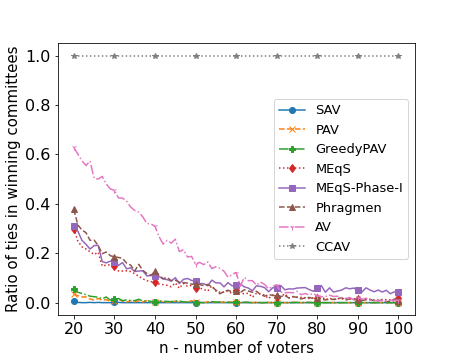 Ratio of ties in winning committees
1.0
0.8
0.6
0.4
0.2
0.0
SAV
PAV
GreedyPAV
MEqS
MEqS-Phase-I
Phragmen
AV
CCAV
20 30 40 50 60 70 80 90 100
n - number of voters